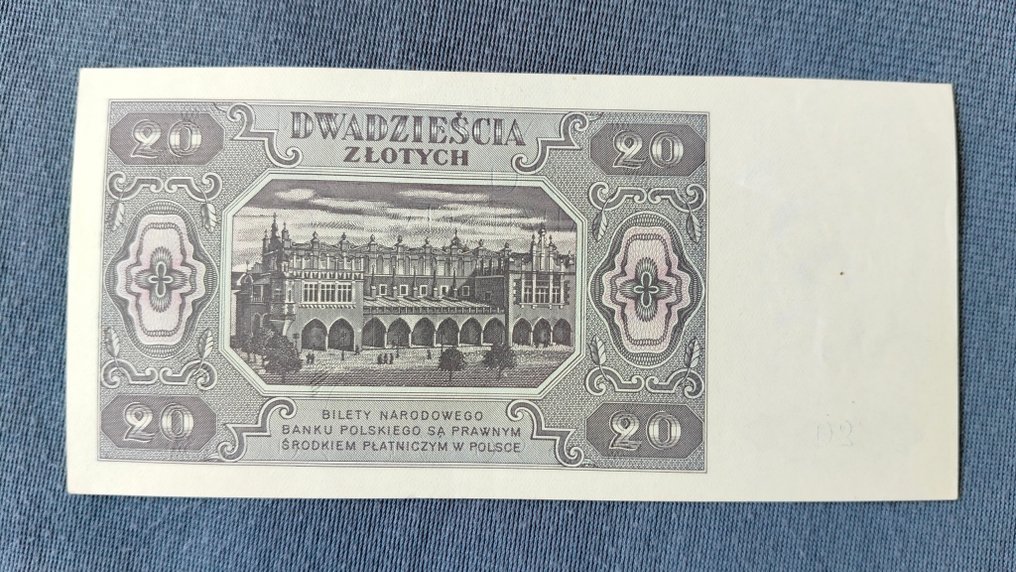 20 DWADZIEŚCIA 20
ZŁOTYCH
20 BILETY NARODOWEGO 20
BANKU POLSKIEGO SĄ PRAWNYM
ŚRODKIEM PŁATNICZYM W POLSCE